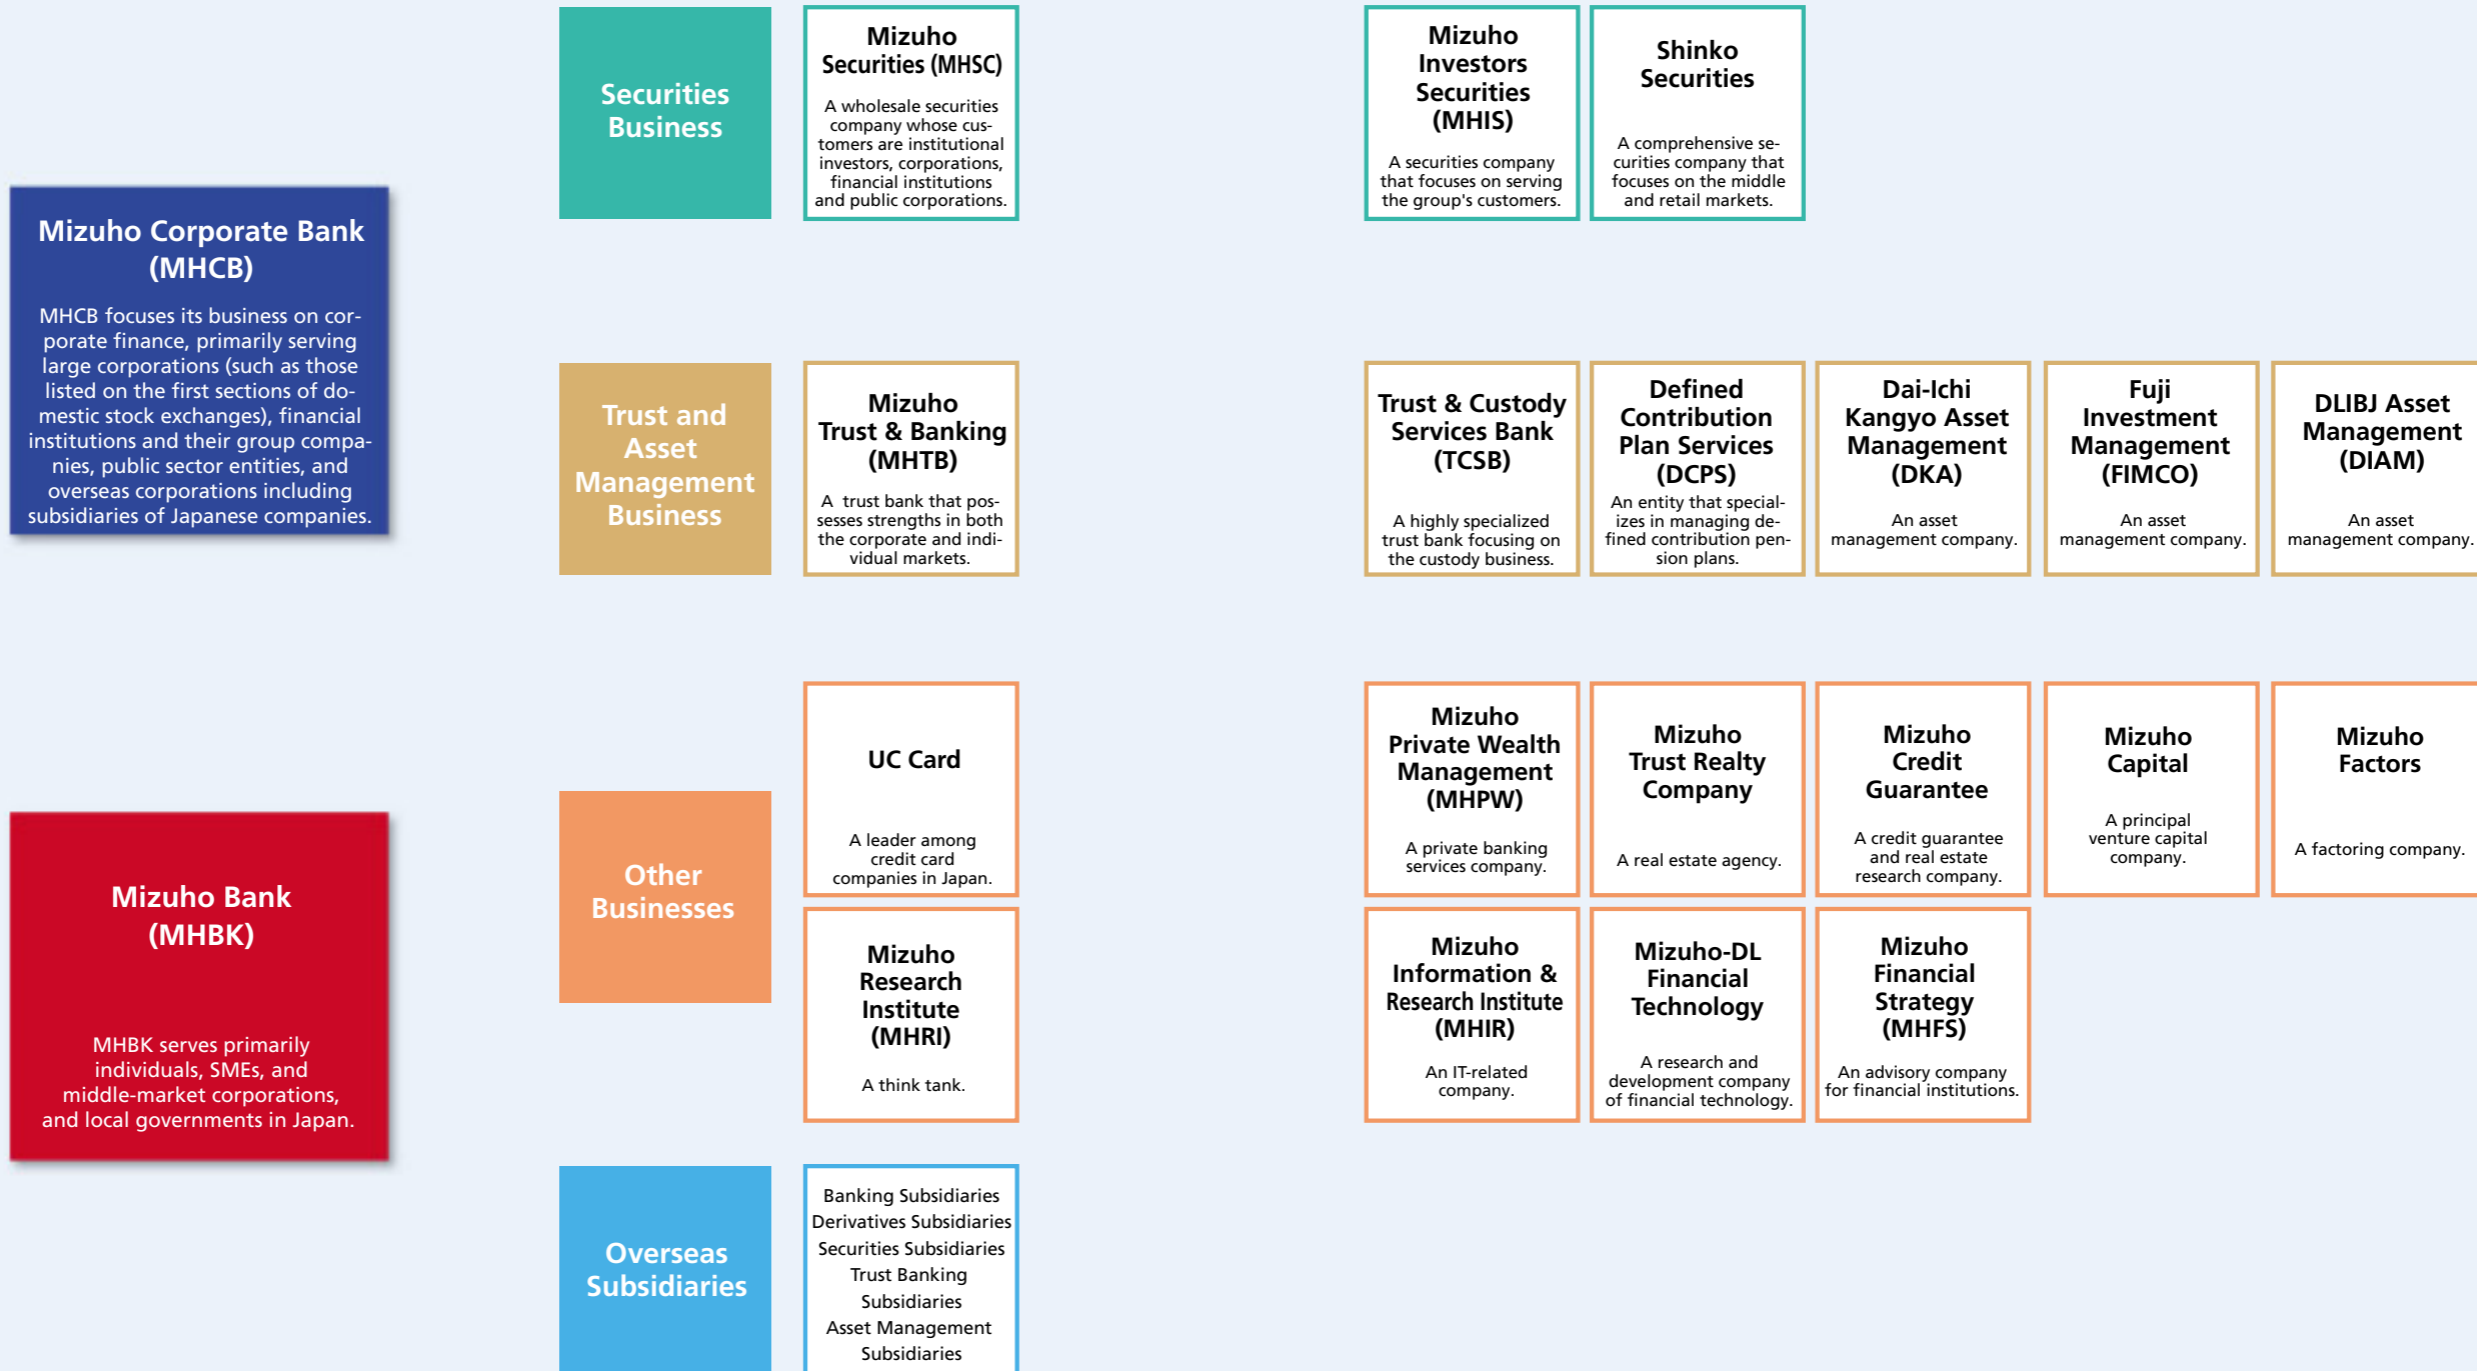 Mizuho Corporate Bank
(MHCB)
MHCB focuses its business on cor-
porate finance, primarily serving
large corporations (such as those
listed on the first sections of do-
mestic stock exchanges), financial
institutions and their group compa-
nies, public sector entities, and
overseas corporations including
subsidiaries of Japanese companies.
Mizuho Bank
(MHBK)
MHBK serves primarily
individuals, SMEs, and
middle-market corporations,
and local governments in Japan.
Securities
Business
Mizuho
Securities (MHSC)
A wholesale securities
company whose cus-
tomers are institutional
investors, corporations,
financial institutions
and public corporations.
Mizuho
Investors
Securities
(MHIS)
A securities company
that focuses on serving
the group's customers.
Shinko
Securities
A comprehensive se-
curities company that
focuses on the middle
and retail markets.
Trust and
Asset
Management
Business
Mizuho
Trust & Banking
(MHTB)
A trust bank that pos-
sesses strengths in both
the corporate and indi-
vidual markets.
Trust & Custody
Services Bank
(TCSB)
A highly specialized
trust bank focusing on
the custody business.
Defined
Contribution
Plan Services
(DCPS)
An entity that special-
izes in managing de-
fined contribution pen-
sion plans.
Dai-Ichi
Kangyo Asset
Management
(DKA)
An asset
management company.
Fuji
Investment
Management
(FIMCO)
An asset
management company.
DLIBJ Asset
Management
(DIAM)
An asset
management company.
Other
Businesses
UC Card
A leader among
credit card
companies in Japan.
Mizuho
Private Wealth
Management
(MHPW)
A private banking
services company.
Mizuho
Trust Realty
Company
A real estate agency.
Mizuho
Credit
Guarantee
A credit guarantee
and real estate
research company.
Mizuho
Capital
A principal
venture capital
company.
Mizuho
Factors
A factoring company.
Mizuho
Research
Institute
(MHRI)
A think tank.
Mizuho
Information &
Research Institute
(MHIR)
An IT-related
company.
Mizuho-DL
Financial
Technology
A research and
development company
of financial technology.
Mizuho
Financial
Strategy
(MHFS)
An advisory company
for financial institutions.
Overseas
Subsidiaries
Banking Subsidiaries
Derivatives Subsidiaries
Securities Subsidiaries
Trust Banking
Subsidiaries
Asset Management
Subsidiaries